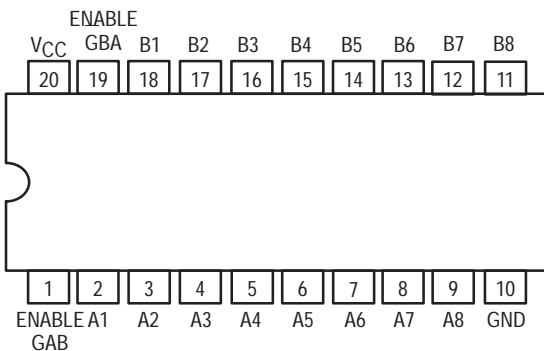 ENABLE
VCC GBA B1 B2 B3 B4 B5 B6 B7 B8
20 19 18 17 16 15 14 13 12 11
1 2 3 4 5 6 7 8 9 10
ENABLE A1 A2 A3 A4 A5 A6 A7 A8 GND
GAB